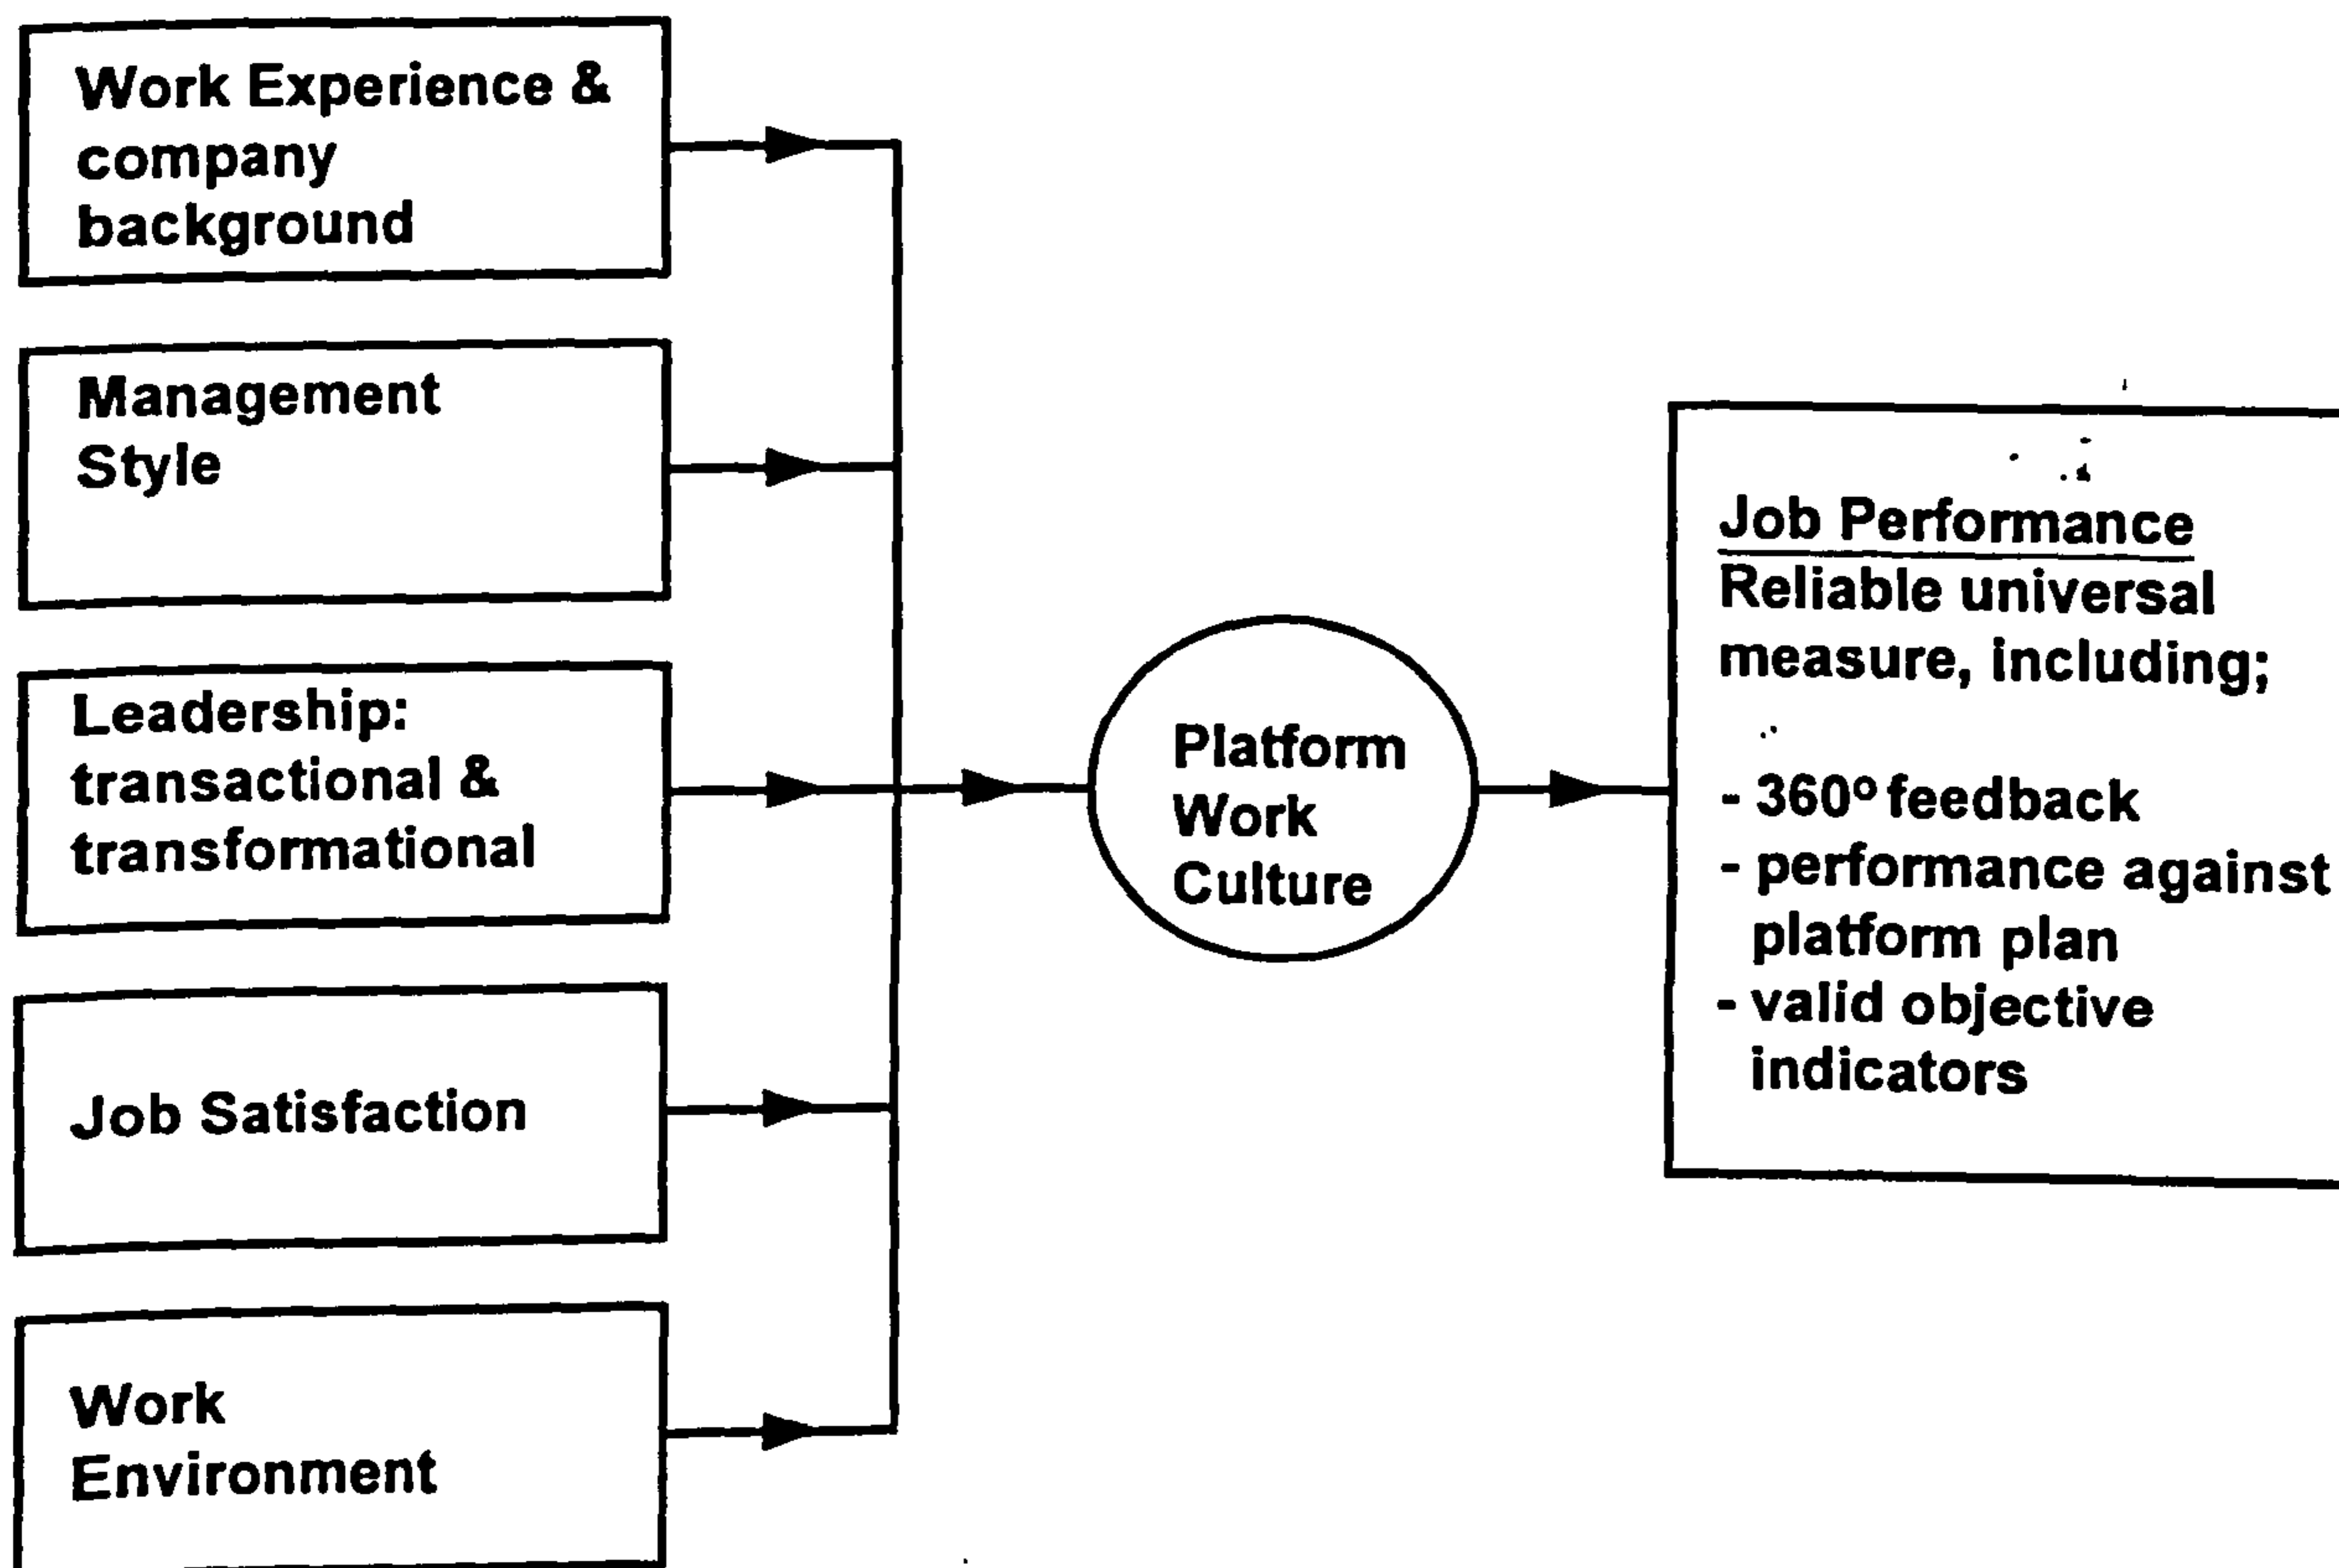 Work Experience &
company
background
Management
Style
Leadership:
transactional &
transformational
Job Satisfaction
Work
Environment
Platform
Work
Culture
Job Performance
Reliable universal
measure, including;
- 360º feedback
- performance against
platform plan
- valid objective
indicators